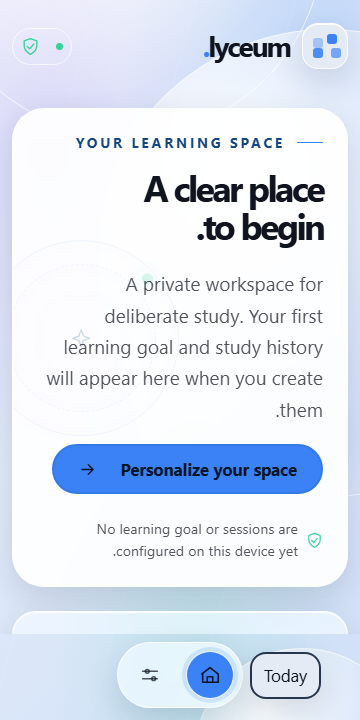 .lyceum
YOUR LEARNING SPACE
A clear place
.to begin
A private workspace for
deliberate study. Your first
learning goal and study history
will appear here when you create
.them
Personalize your space
No learning goal or sessions are
.configured on this device yet
Today